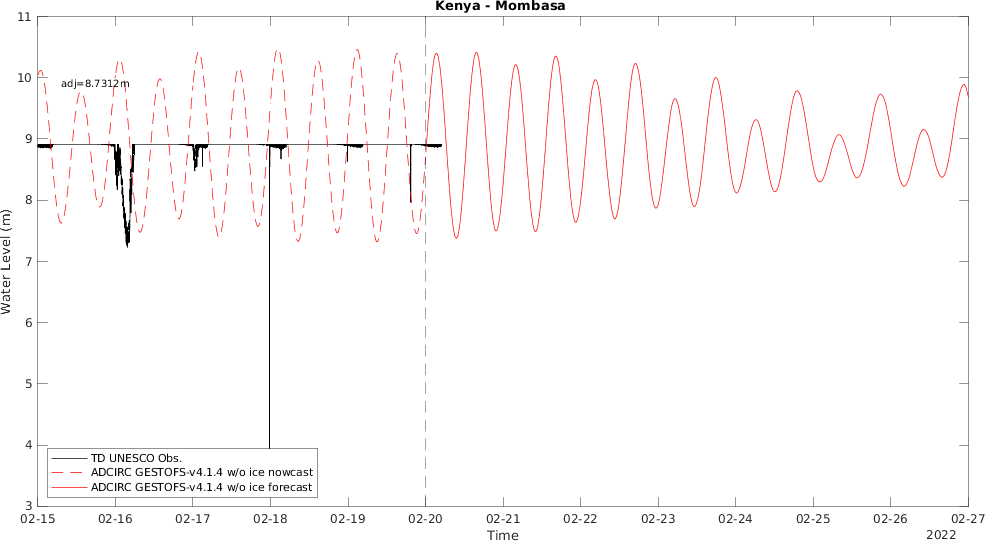 Kenya - Mombasa
11
10
9
8
7
6
5
4
3
Water Level (m)
adj=8.7312m
TD UNESCO Obs.
ADCIRC GESTOFS-v4.1.4 w/o ice nowcast
ADCIRC GESTOFS-v4.1.4 w/o ice forecast
02-15 02-16 02-17 02-18 02-19 02-20 02-21 02-22 02-23 02-24 02-25 02-26 02-27
Time
2022